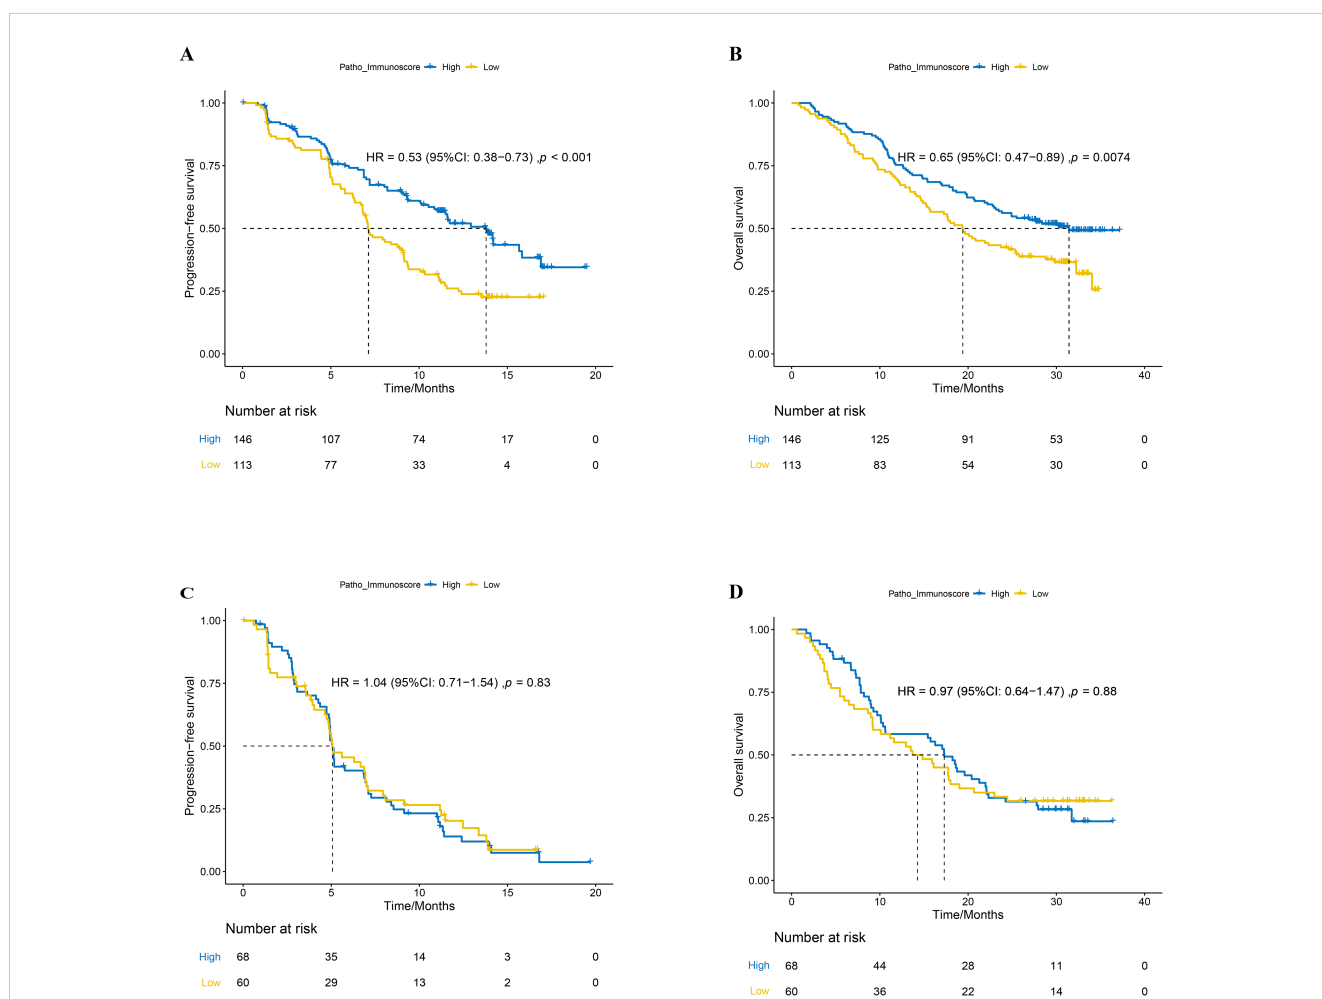 A
Patho_Immunoscore High Low
1.00
0.75
0.50
0.25
0.00
Progression−free survival
HR = 0.53 (95%CI: 0.38−0.73) ,p < 0.001
0 5 10 15 20
Time/Months
Number at risk
High 146 107 74 17 0
Low 113 77 33 4 0
B
Patho_Immunoscore High Low
1.00
0.75
0.50
0.25
0.00
Overall survival
HR = 0.65 (95%CI: 0.47−0.89) ,p = 0.0074
0 10 20 30 40
Time/Months
Number at risk
High 146 125 91 53 0
Low 113 83 54 30 0
C
Patho_Immunoscore High Low
1.00
0.75
0.50
0.25
0.00
Progression−free survival
HR = 1.04 (95%CI: 0.71−1.54) ,p = 0.83
0 5 10 15 20
Time/Months
Number at risk
High 68 35 14 3 0
Low 60 29 13 2 0
D
Patho_Immunoscore High Low
1.00
0.75
0.50
0.25
0.00
Overall survival
HR = 0.97 (95%CI: 0.64−1.47) ,p = 0.88
0 10 20 30 40
Time/Months
Number at risk
High 68 44 28 11 0
Low 60 36 22 14 0